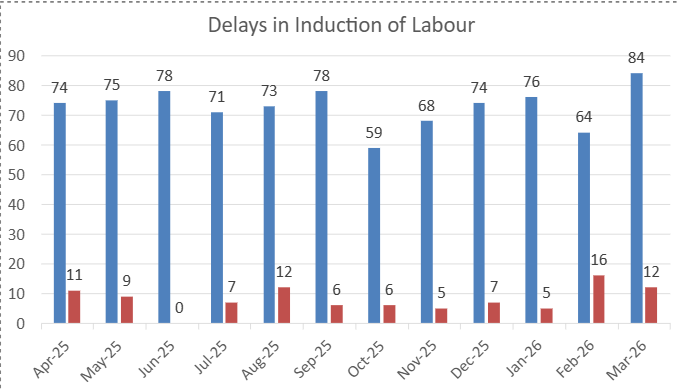 Delays in Induction of Labour
90
80
70
60
50
40
30
20
10
0
74
75
78
71
73
78
59
68
74
76
64
84
11
9
0
7
12
6
6
5
7
5
16
12
Apr-25
May-25
Jun-25
Jul-25
Aug-25
Sep-25
Oct-25
Nov-25
Dec-25
Jan-26
Feb-26
Mar-26